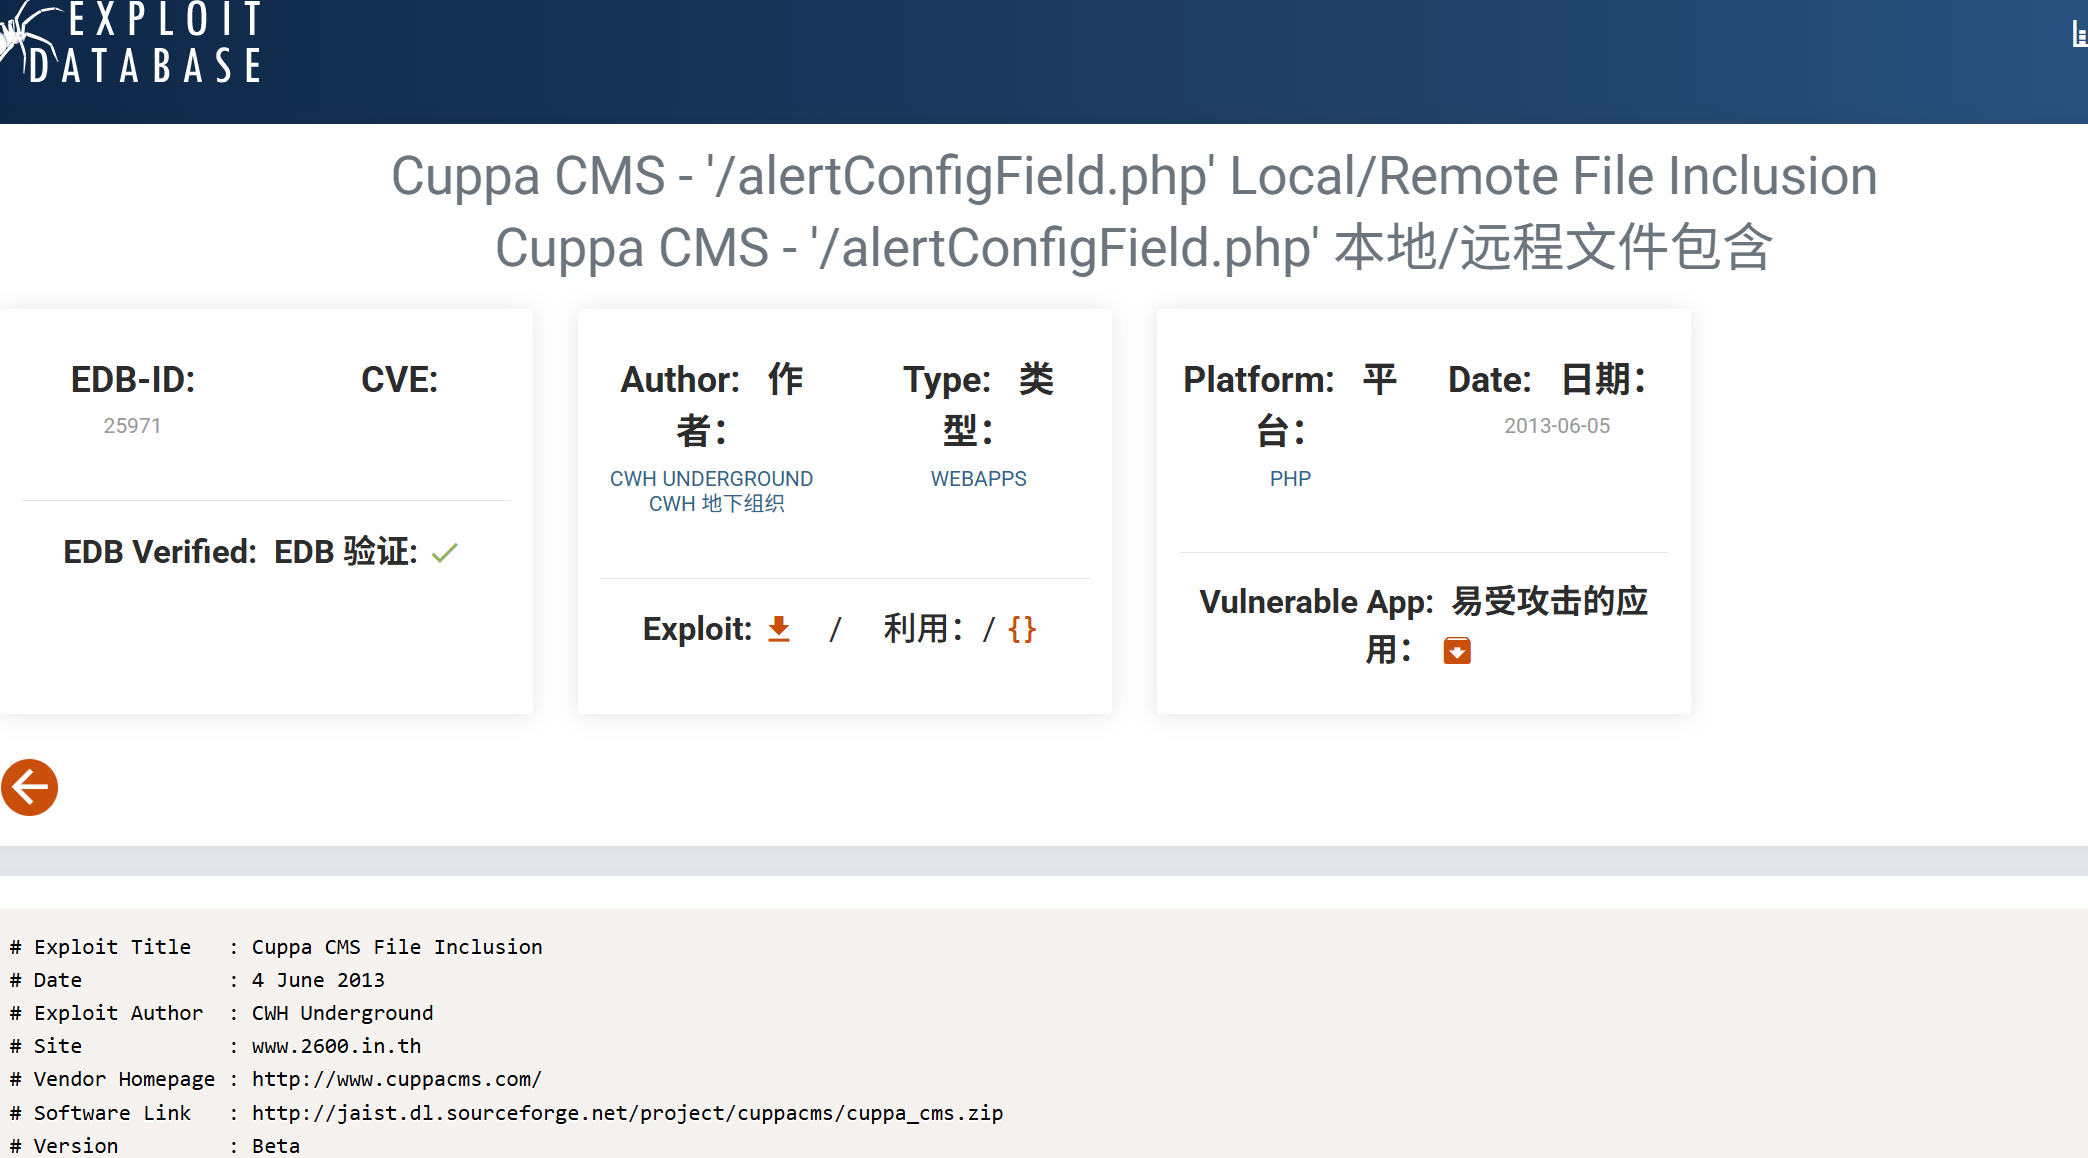 EXPLOIT
DATABASE
Cuppa CMS - '/alertConfigField.php' Local/Remote File Inclusion
Cuppa CMS - '/alertConfigField.php' 本地/远程文件包含
EDB-ID:
25971
CVE:
EDB Verified: EDB 验证:
Author: 作
者：
CWH UNDERGROUND
CWH 地下组织
Type: 类
型：
WEBAPPS
Exploit: / 利用： / {}
Platform: 平
台：
PHP
Date: 日期：
2013-06-05
Vulnerable App: 易受攻击的应
用：
# Exploit Title   : Cuppa CMS File Inclusion
# Date            : 4 June 2013
# Exploit Author  : CWH Underground
# Site            : www.2600.in.th
# Vendor Homepage : http://www.cuppacms.com/
# Software Link   : http://jaist.dl.sourceforge.net/project/cuppacms/cuppa_cms.zip
# Version         : Beta